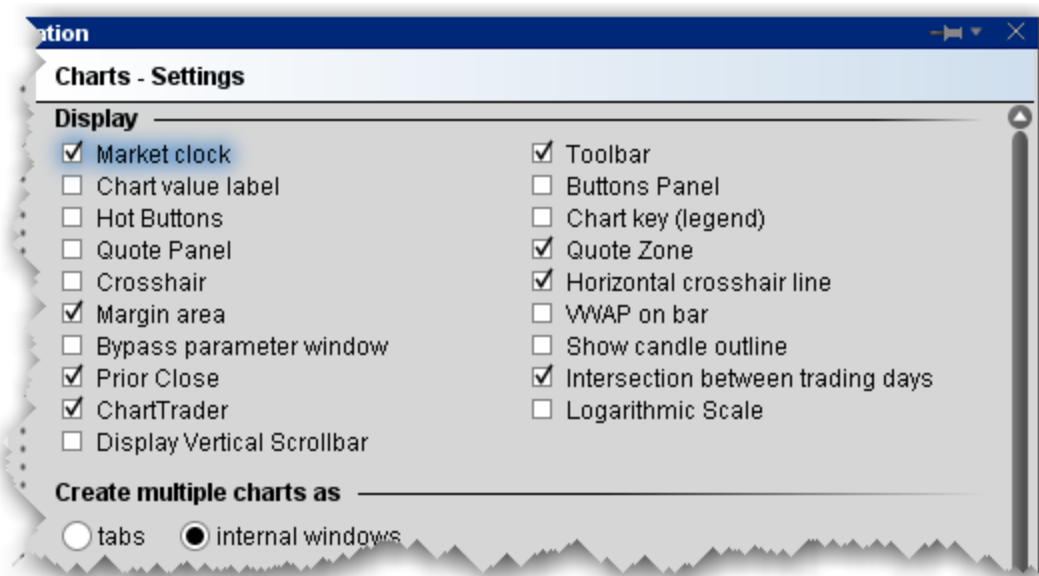 ation
Charts - Settings
Display
Market clock
Toolbar
Chart value label
Buttons Panel
Hot Buttons
Chart key (legend)
Quote Panel
Quote Zone
Crosshair
Horizontal crosshair line
Margin area
VWAP on bar
Bypass parameter window
Show candle outline
Prior Close
Intersection between trading days
ChartTrader
Logarithmic Scale
Display Vertical Scrollbar
Create multiple charts as
tabs
internal windows